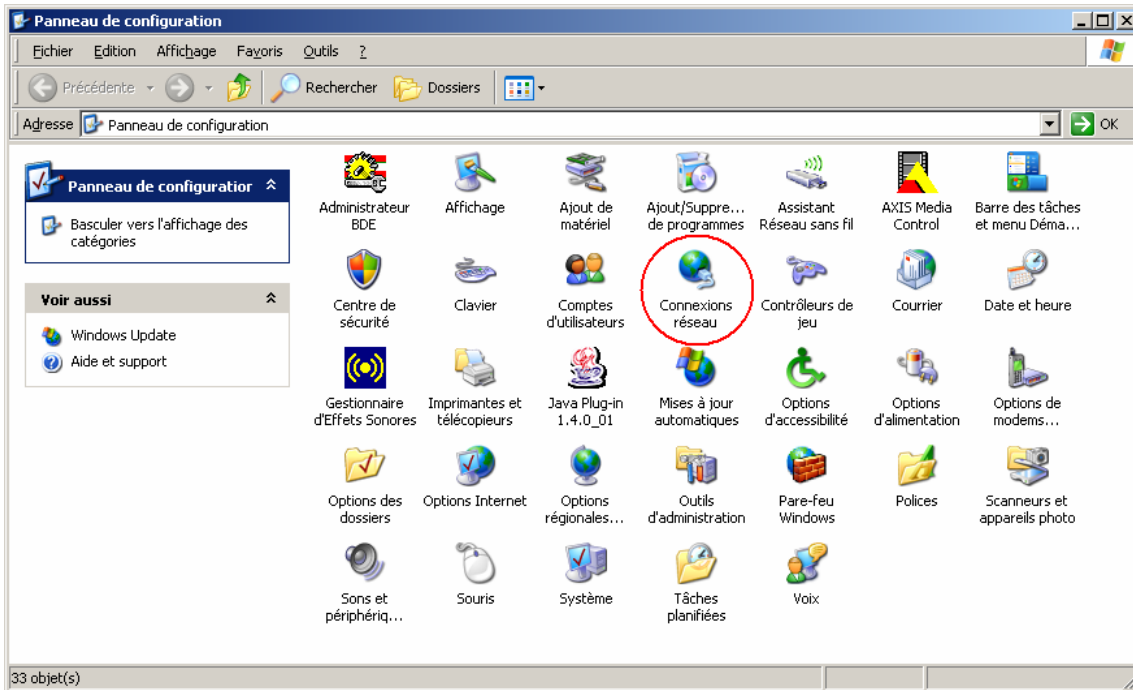 Panneau de configuration
Fichier Edition Affichage Favoris Outils ?
Précédente Rechercher Dossiers
Adresse Panneau de configuration OK
Panneau de configuration
Basculer vers l'affichage des
catégories
Voir aussi
Windows Update
Aide et support
Administrateur
BDE
Affichage
Ajout de
matériel
Ajout/Suppre...
de programmes
Assistant
Réseau sans fil
AXIS Media
Control
Barre des tâches
et menu Déma...
Centre de
sécurité
Clavier
Comptes
d'utilisateurs
Connexions
réseau
Contrôleurs de
jeu
Courrier
Date et heure
Gestionnaire
d'Effets Sonores
Imprimantes et
télécopieurs
Java Plug-in
1.4.0_01
Mises à jour
automatiques
Options
d'accessibilité
Options
d'alimentation
Options de
modems...
Options des
dossiers
Options Internet
Options
régionales...
Outils
d'administration
Pare-feu
Windows
Polices
Scanneurs et
appareils photo
Sons et
périphériq...
Souris
Système
Tâches
planifiées
Voix
33 objet(s)